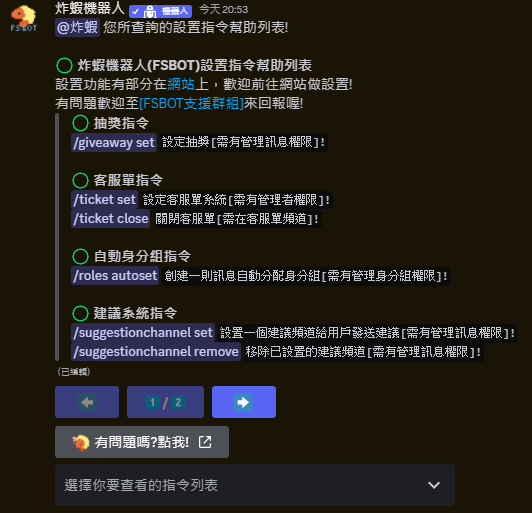 FSBOT
炸蝦機器人 ✓ 機器人 今天 20:53
@炸蝦 您所查詢的設置指令幫助列表!
炸蝦機器人(FSBOT)設置指令幫助列表
設置功能有部分在網站上，歡迎前往網站做設置!
有問題歡迎至[FSBOT支援群組]來回報喔!
抽獎指令
/giveaway set 設定抽獎[需有管理訊息權限]!
客服單指令
/ticket set 設定客服單系統[需有管理者權限]!
/ticket close 關閉客服單[需在客服單頻道]!
自動身分組指令
/roles autoset 創建一則訊息自動分配身分組[需有管理身分組權限]!
建議系統指令
/suggestionchannel set 設置一個建議頻道給用戶發送建議[需有管理訊息權限]!
/suggestionchannel remove 移除已設置的建議頻道[需有管理訊息權限]!
(已編輯)
1 / 2
有問題嗎?點我!
選擇你要查看的指令列表